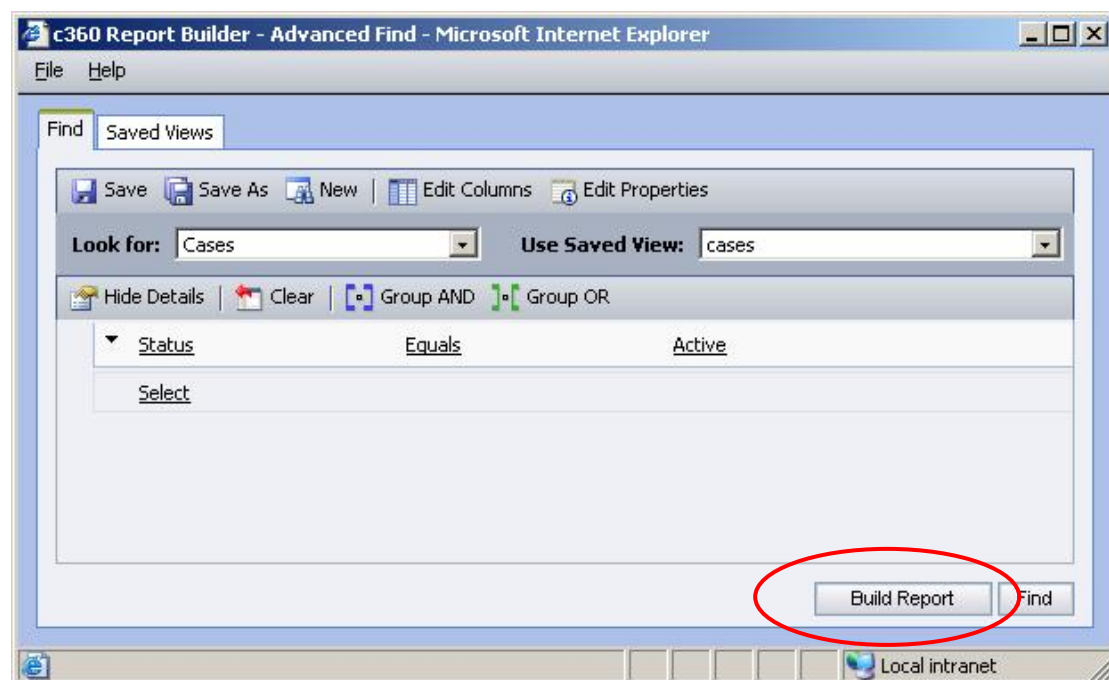 c360 Report Builder - Advanced Find - Microsoft Internet Explorer
File Help
Find Saved Views
Save Save As New Edit Columns Edit Properties
Look for: Cases Use Saved View: cases
Hide Details Clear Group AND Group OR
Status Equals Active
Select
Build Report Find
Local intranet